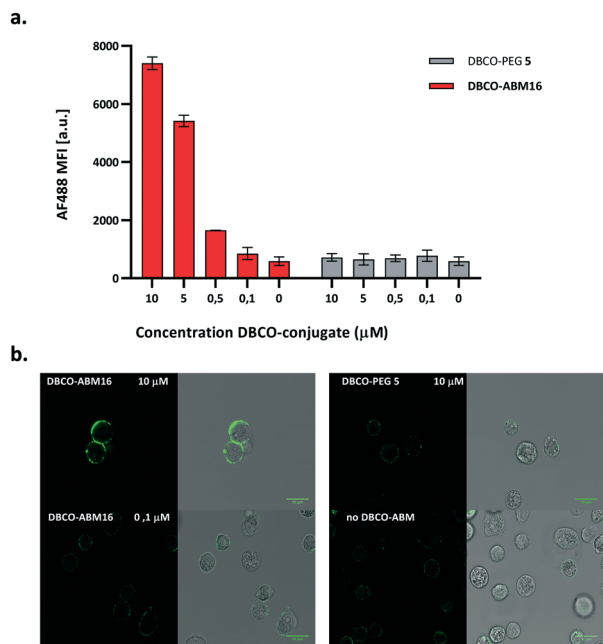 a.
8000
6000
4000
2000
0
AF488 MFI [a.u.]
DBCO-PEG 5
DBCO-ABM16
10 5 0,5 0,1 0 10 5 0,5 0,1 0
Concentration DBCO-conjugate (μM)
b.
DBCO-ABM16 10 μM
DBCO-PEG 5 10 μM
DBCO-ABM16 0 ,1 μM
no DBCO-ABM